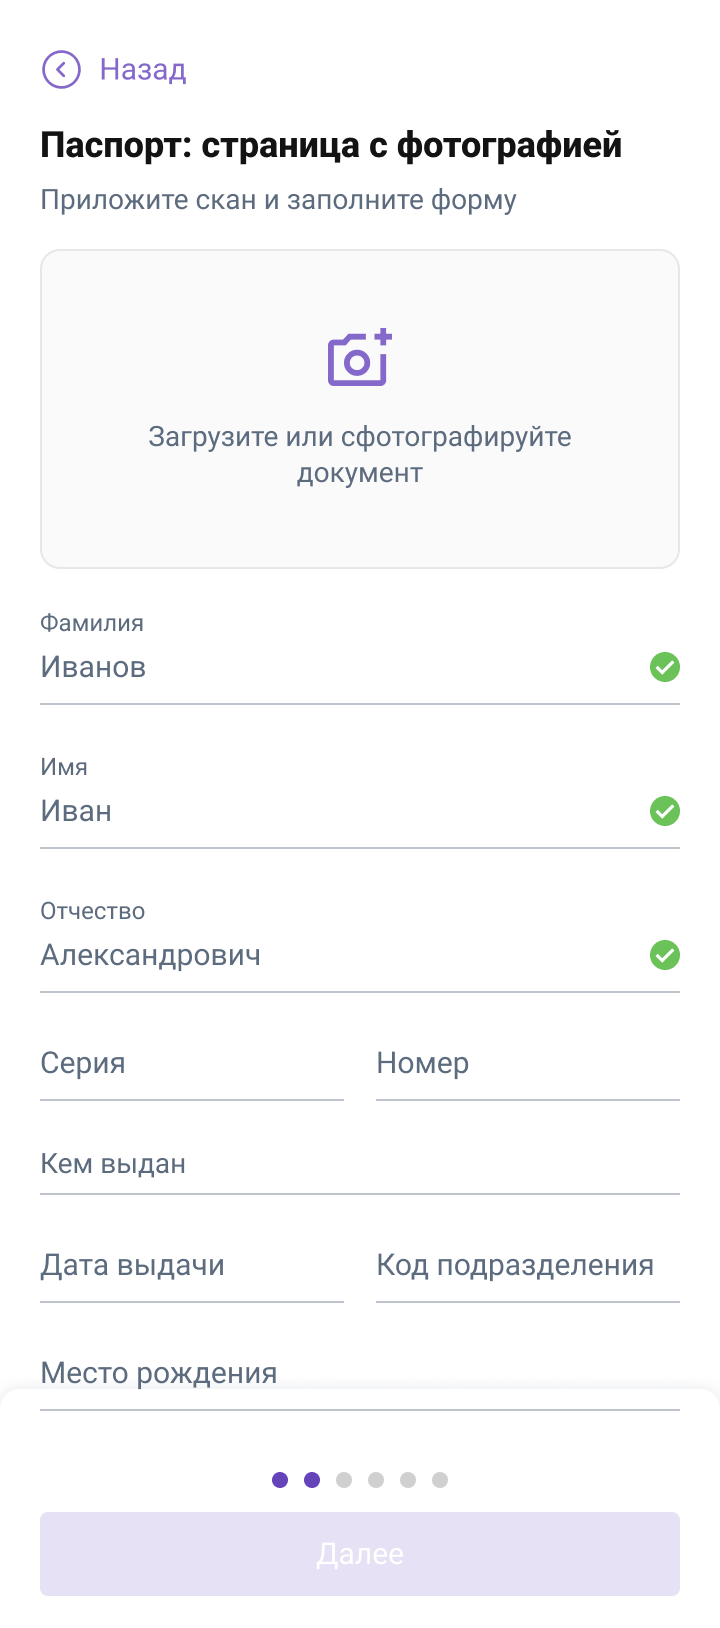 Назад
Паспорт: страница с фотографией
Приложите скан и заполните форму
Загрузите или сфотографируйте
документ
Фамилия
Иванов
Имя
Иван
Отчество
Александрович
Серия
Номер
Кем выдан
Дата выдачи
Код подразделения
Место рождения
Далее